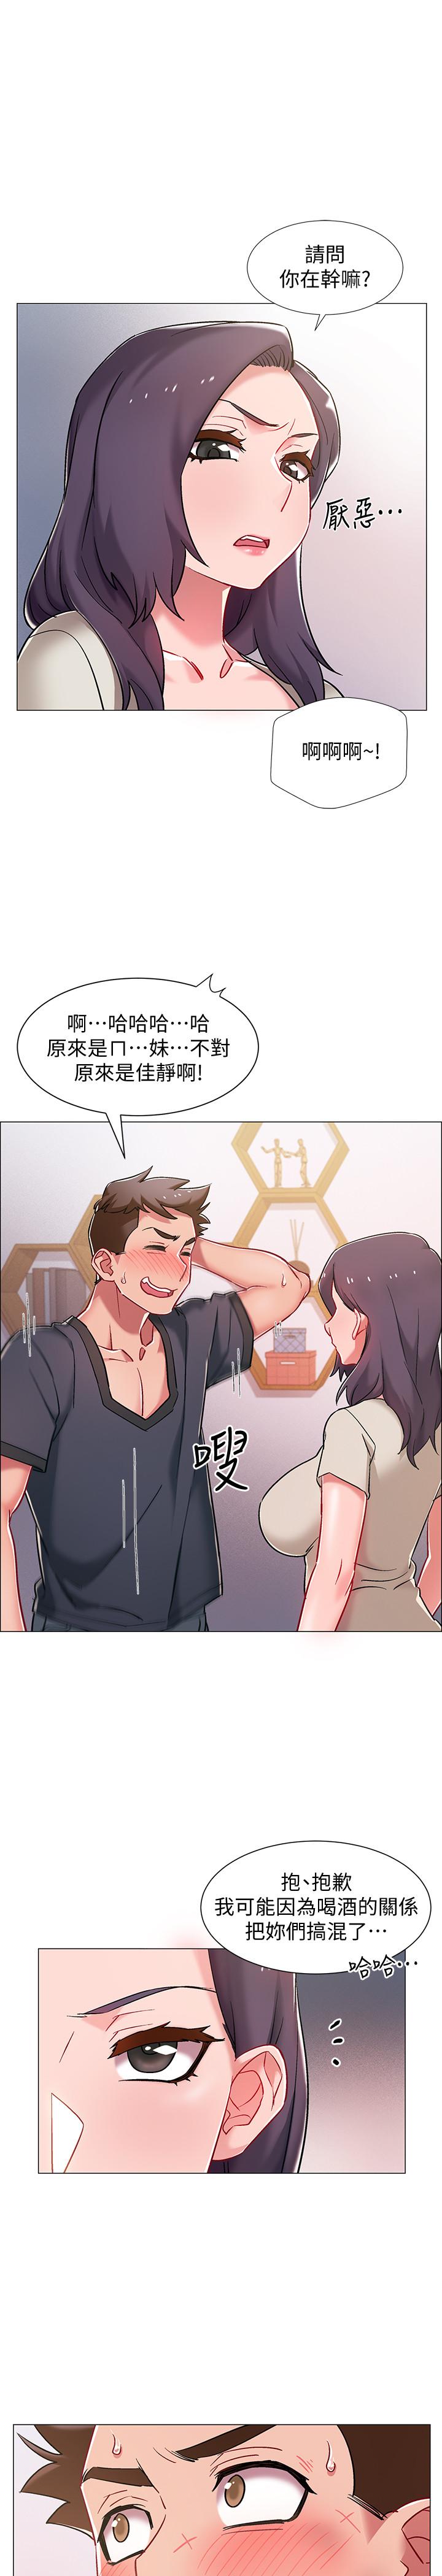 請問
你在幹嘛?
厭惡…
啊啊啊~!
啊…哈哈哈…哈
原來是ㄇ…妹…不對
原來是佳靜啊!
嗖
抱、抱歉
我可能因為喝酒的關係
把妳們搞混了…
哈哈…